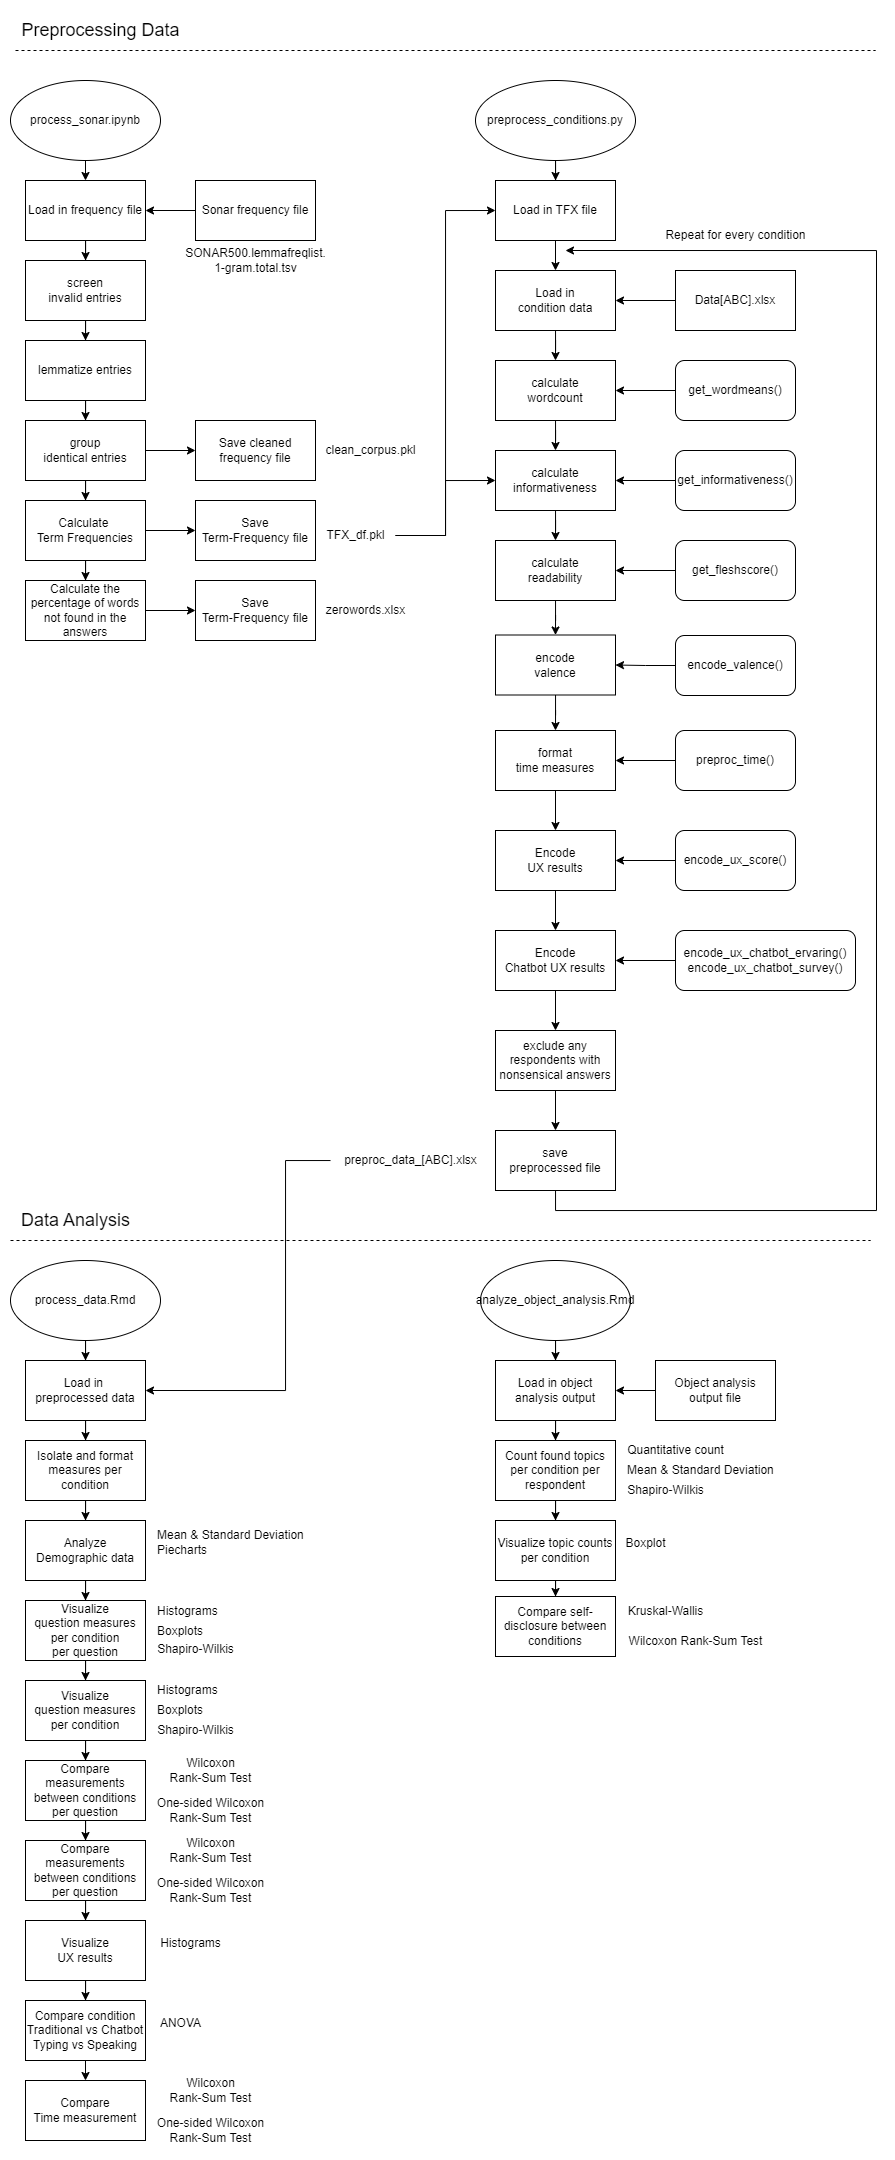 Preprocessing Data
process_sonar.ipynb
Load in frequency file
Sonar frequency file
SONAR500.lemmafreqlist.
1-gram.total.tsv
screen
invalid entries
lemmatize entries
group
identical entries
Save cleaned
frequency file
clean_corpus.pkl
Calculate
Term Frequencies
Save
Term-Frequency file
TFX_df.pkl
Calculate the
percentage of words
not found in the
answers
Save
Term-Frequency file
zerowords.xlsx
preprocess_conditions.py
Load in TFX file
Repeat for every condition
Load in
condition data
Data[ABC].xlsx
calculate
wordcount
get_wordmeans()
calculate
informativeness
get_informativeness()
calculate
readability
get_fleshscore()
encode
valence
encode_valence()
format
time measures
preproc_time()
Encode
UX results
encode_ux_score()
Encode
Chatbot UX results
encode_ux_chatbot_ervaring()
encode_ux_chatbot_survey()
exclude any
respondents with
nonsensical answers
save
preprocessed file
preproc_data_[ABC].xlsx
Data Analysis
process_data.Rmd
Load in
preprocessed data
Isolate and format
measures per
condition
Analyze
Demographic data
Mean & Standard Deviation
Piecharts
Visualize
question measures
per condition
per question
Histograms
Boxplots
Shapiro-Wilkis
Visualize
question measures
per condition
Histograms
Boxplots
Shapiro-Wilkis
Compare
measurements
between conditions
per question
Wilcoxon
Rank-Sum Test
One-sided Wilcoxon
Rank-Sum Test
Compare
measurements
between conditions
per question
Wilcoxon
Rank-Sum Test
One-sided Wilcoxon
Rank-Sum Test
Visualize
UX results
Histograms
Compare condition
Traditional vs Chatbot
Typing vs Speaking
ANOVA
Compare
Time measurement
Wilcoxon
Rank-Sum Test
One-sided Wilcoxon
Rank-Sum Test
analyze_object_analysis.Rmd
Load in object
analysis output
Object analysis
output file
Count found topics
per condition per
respondent
Quantitative count
Mean & Standard Deviation
Shapiro-Wilkis
Visualize topic counts
per condition
Boxplot
Compare self-
disclosure between
conditions
Kruskal-Wallis
Wilcoxon Rank-Sum Test